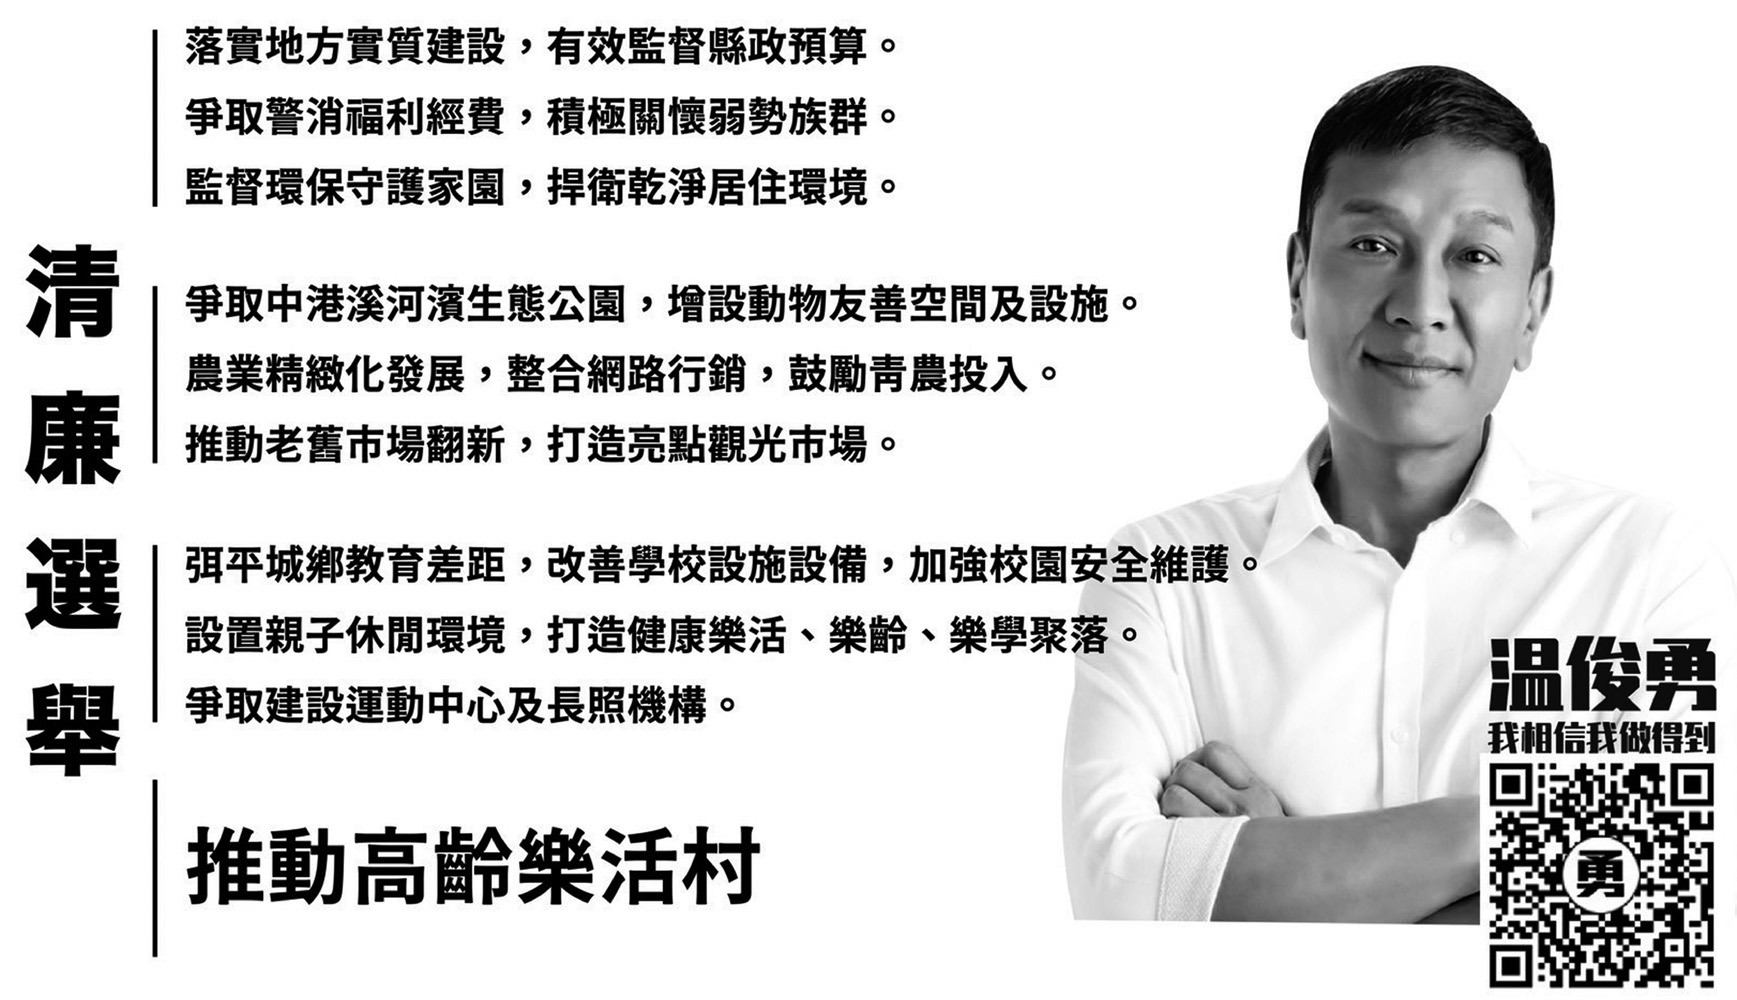 清廉選舉
落實地方實質建設，有效監督縣政預算。
爭取警消福利經費，積極關懷弱勢族群。
監督環保守護家園，捍衛乾淨居住環境。
爭取中港溪河濱生態公園，增設動物友善空間及設施。
農業精緻化發展，整合網路行銷，鼓勵青農投入。
推動老舊市場翻新，打造亮點觀光市場。
弭平城鄉教育差距，改善學校設施設備，加強校園安全維護。
設置親子休閒環境，打造健康樂活、樂齡、樂學聚落。
爭取建設運動中心及長照機構。
推動高齡樂活村
温俊勇
我相信我做得到
勇